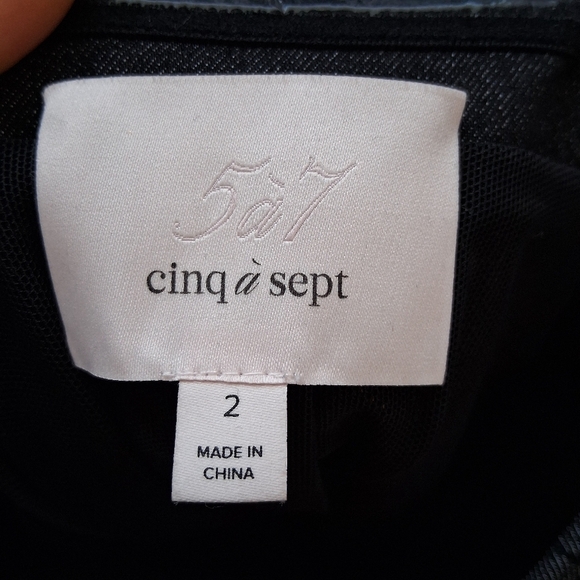 5à7
cinq à sept
2
MADE IN
CHINA